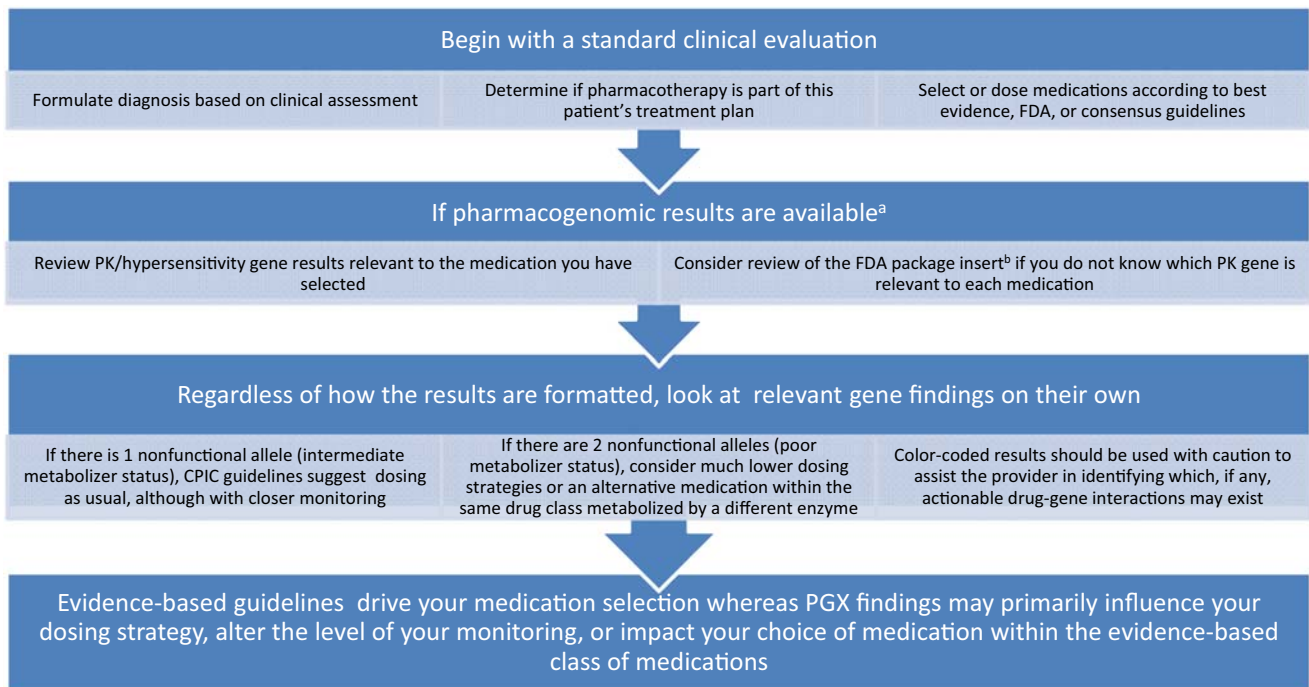 Begin with a standard clinical evaluation
Formulate diagnosis based on clinical assessment
Determine if pharmacotherapy is part of this
patient's treatment plan
Select or dose medications according to best
evidence, FDA, or consensus guidelines
If pharmacogenomic results are availableᵃ
Review PK/hypersensitivity gene results relevant to the medication you have
selected
Consider review of the FDA package insertᵇ if you do not know which PK gene is
relevant to each medication
Regardless of how the results are formatted, look at relevant gene findings on their own
If there is 1 nonfunctional allele (intermediate
metabolizer status), CPIC guidelines suggest dosing
as usual, although with closer monitoring
If there are 2 nonfunctional alleles (poor
metabolizer status), consider much lower dosing
strategies or an alternative medication within the
same drug class metabolized by a different enzyme
Color-coded results should be used with caution to
assist the provider in identifying which, if any,
actionable drug-gene interactions may exist
Evidence-based guidelines drive your medication selection whereas PGX findings may primarily influence your
dosing strategy, alter the level of your monitoring, or impact your choice of medication within the evidence-based
class of medications